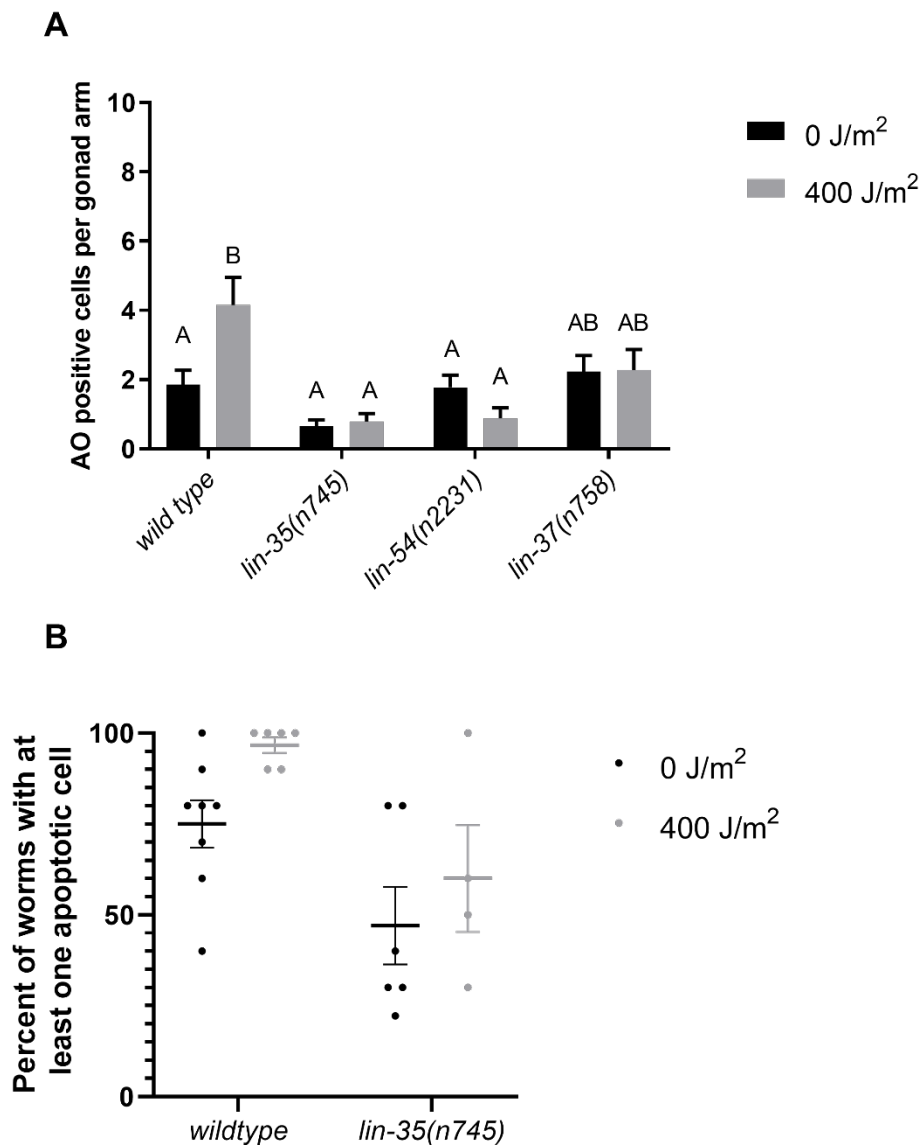 A
AO positive cells per gonad arm
10
8
6
4
2
0
A
B
A
A
A
A
AB
AB
wild type
lin-35(n745)
lin-54(n2231)
lin-37(n758)
0 J/m²
400 J/m²
B
Percent of worms with at
least one apoptotic cell
100
50
0
wildtype
lin-35(n745)
0 J/m²
400 J/m²